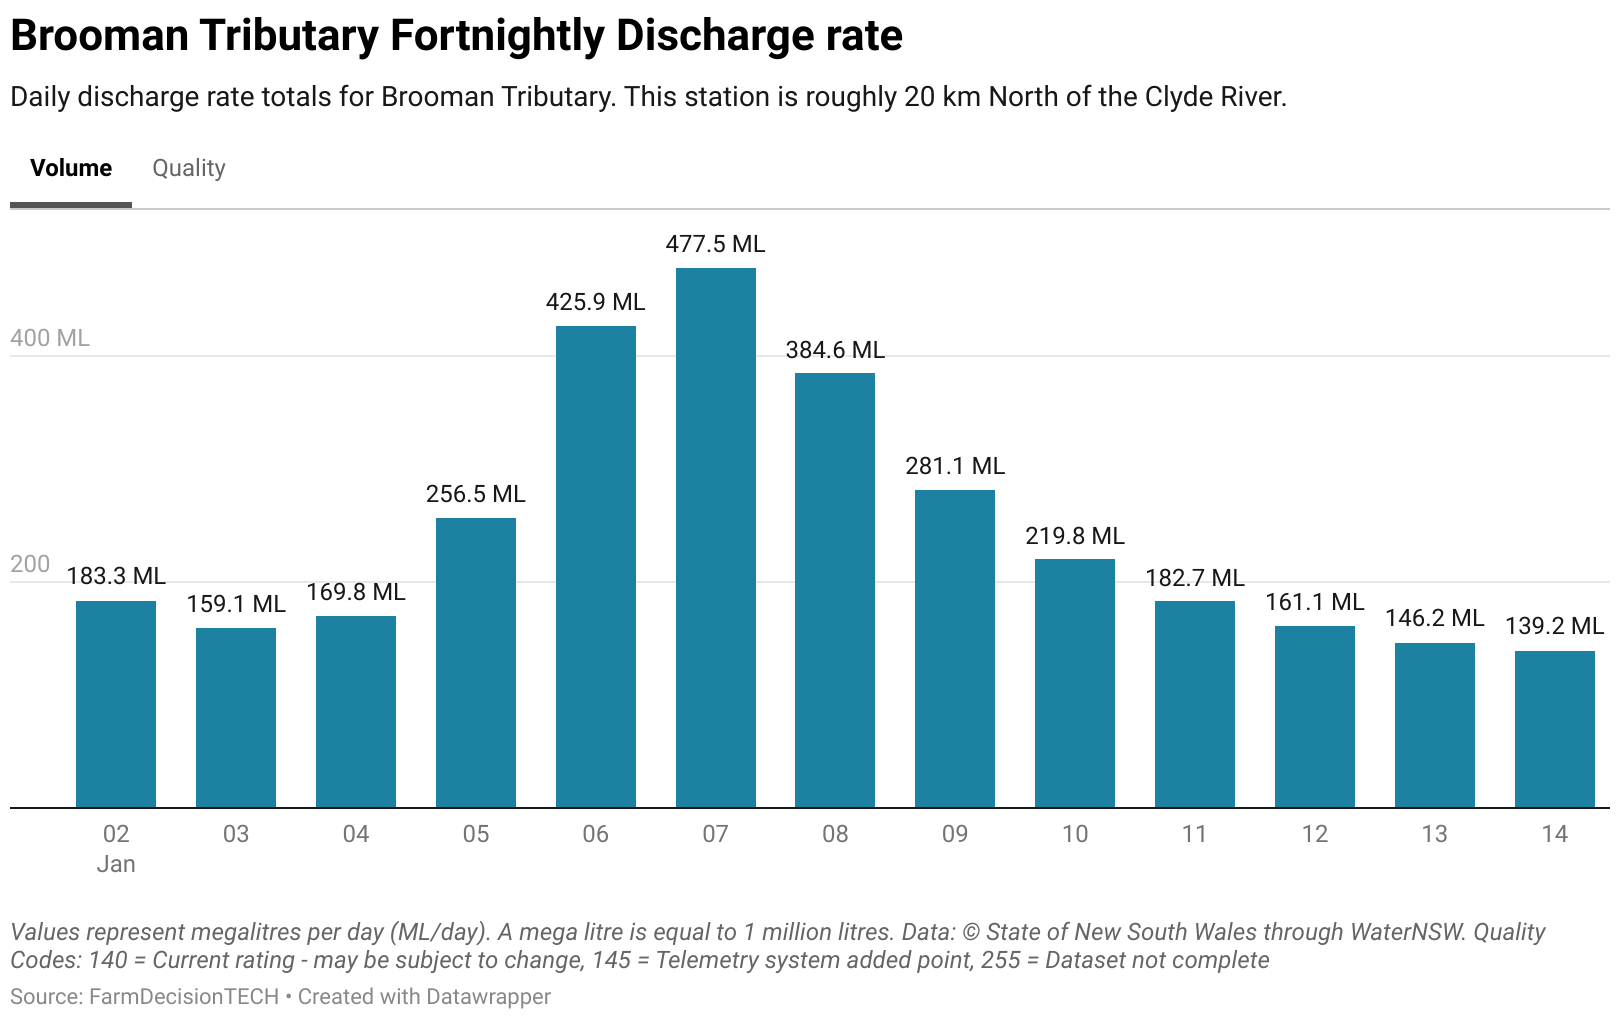 Brooman Tributary Fortnightly Discharge rate
Daily discharge rate totals for Brooman Tributary. This station is roughly 20 km North of the Clyde River.
Volume Quality
477.5 ML
425.9 ML
400 ML
384.6 ML
281.1 ML
256.5 ML
219.8 ML
200
183.3 ML
159.1 ML
169.8 ML
182.7 ML
161.1 ML
146.2 ML
139.2 ML
02 03 04 05 06 07 08 09 10 11 12 13 14
Jan
Values represent megalitres per day (ML/day). A mega litre is equal to 1 million litres. Data: © State of New South Wales through WaterNSW. Quality
Codes: 140 = Current rating - may be subject to change, 145 = Telemetry system added point, 255 = Dataset not complete
Source: FarmDecisionTECH • Created with Datawrapper